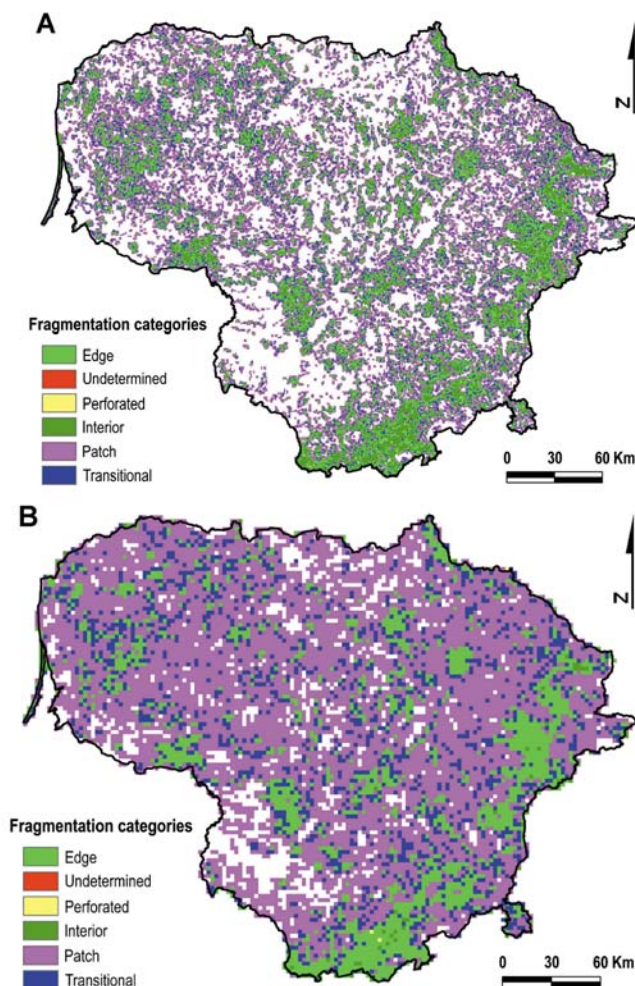 A
N
Fragmentation categories
Edge
Undetermined
Perforated
Interior
Patch
Transitional
0 30 60 Km
B
N
Fragmentation categories
Edge
Undetermined
Perforated
Interior
Patch
Transitional
0 30 60 Km